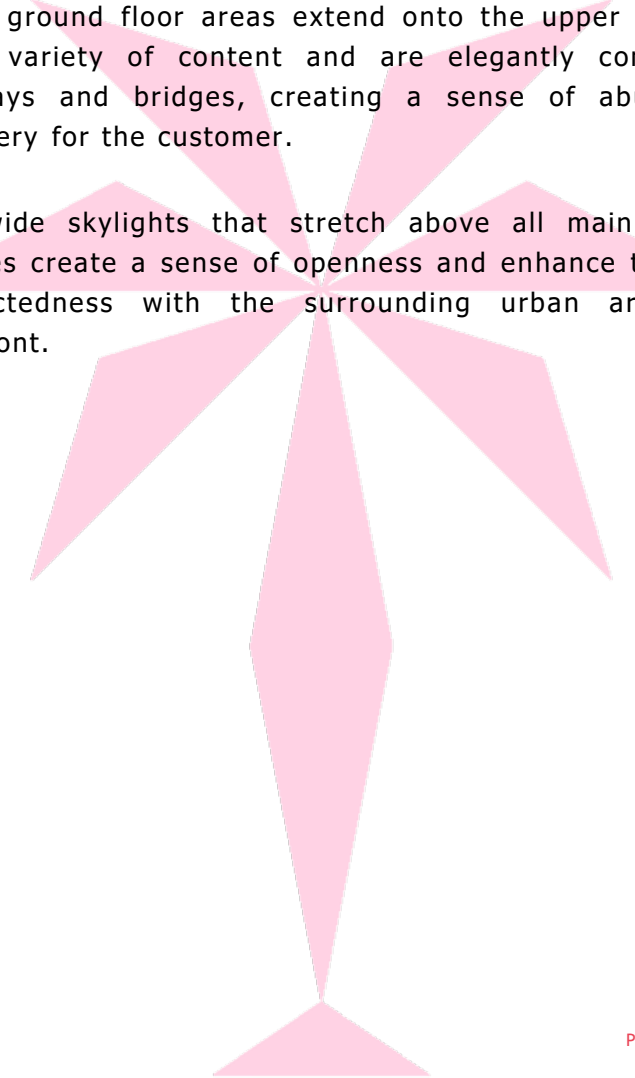 ground floor areas extend onto the upper
variety of content and are elegantly con
ys and bridges, creating a sense of abu
ery for the customer.
wide skylights that stretch above all main
es create a sense of openness and enhance t
ctedness with the surrounding urban ar
ont.
P